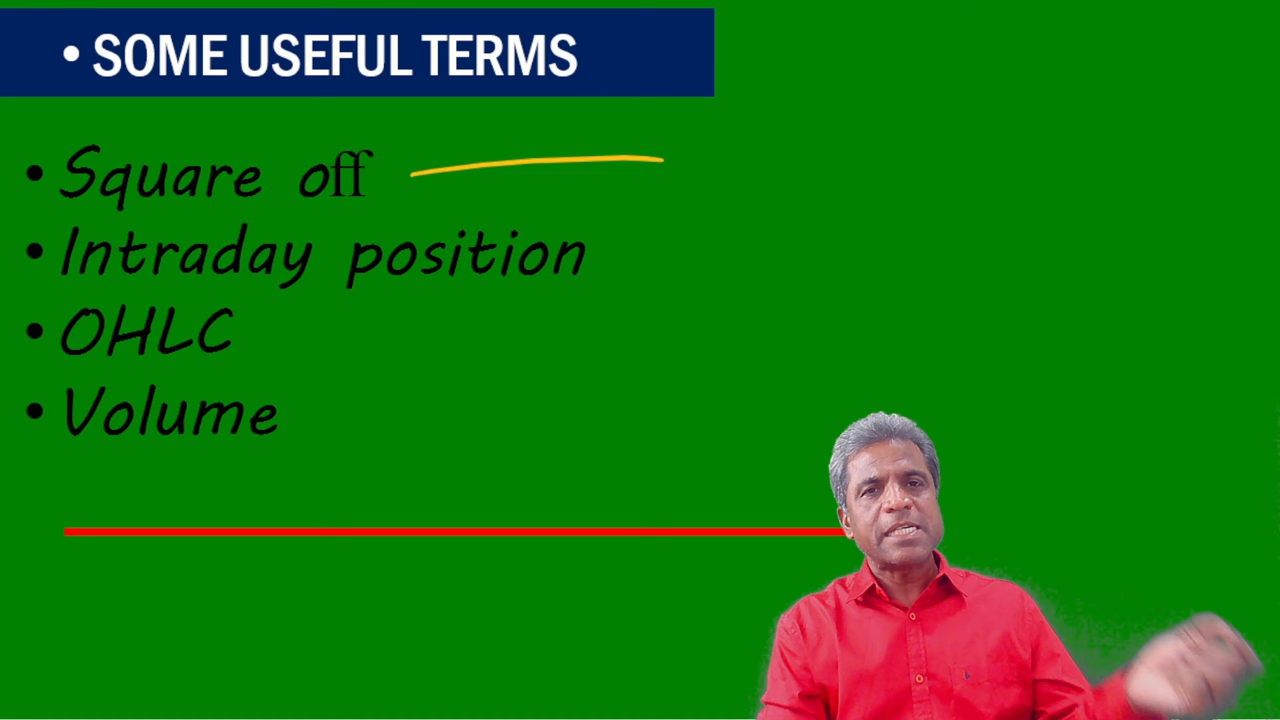 • SOME USEFUL TERMS
• Square off
• Intraday position
• OHLC
• Volume